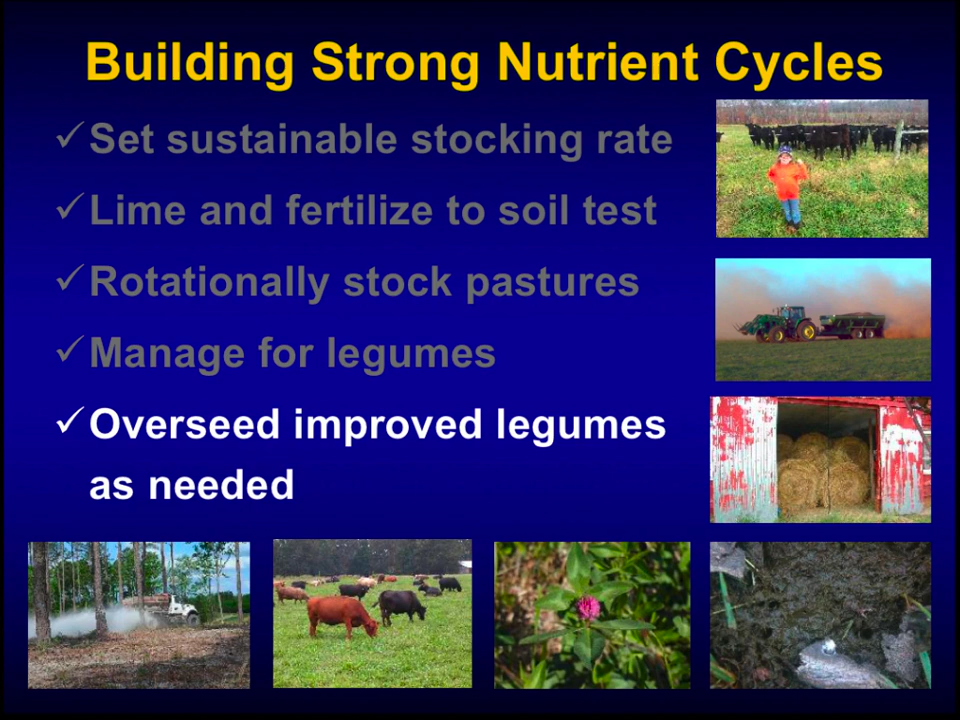 Building Strong Nutrient Cycles
✓ Set sustainable stocking rate
✓ Lime and fertilize to soil test
✓ Rotationally stock pastures
✓ Manage for legumes
✓ Overseed improved legumes
as needed